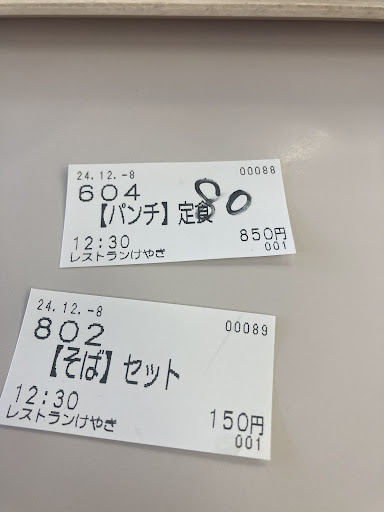 24.12.-8 00088
604
【パンチ】定食 80
12:30 850円
レストランけやき 001
24.12.-8 00089
802
【そば】セット
12:30 150円
レストランけやき 001